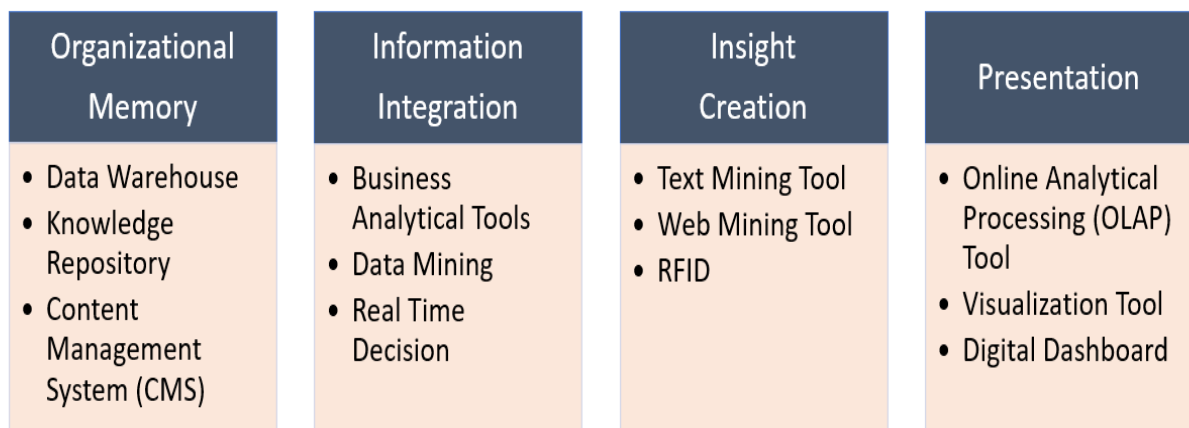 Organizational
Memory
• Data Warehouse
• Knowledge
Repository
• Content
Management
System (CMS)
Information
Integration
• Business
Analytical Tools
• Data Mining
• Real Time
Decision
Insight
Creation
• Text Mining Tool
• Web Mining Tool
• RFID
Presentation
• Online Analytical
Processing (OLAP)
Tool
• Visualization Tool
• Digital Dashboard